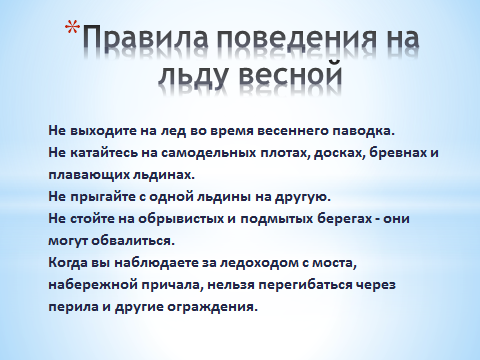 *Правила поведения на
льду весной
Не выходите на лед во время весеннего паводка.
Не катайтесь на самодельных плотах, досках, бревнах и
плавающих льдинах.
Не прыгайте с одной льдины на другую.
Не стойте на обрывистых и подмытых берегах - они
могут обвалиться.
Когда вы наблюдаете за ледоходом с моста,
набережной причала, нельзя перегибаться через
перила и другие ограждения.